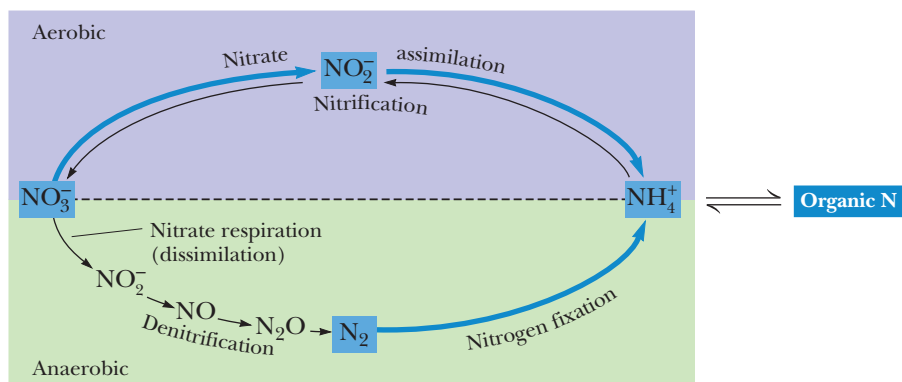 Aerobic
Nitrate
NO₂⁻
assimilation
Nitrification
NO₃⁻
NH₄⁺
Organic N
Nitrate respiration
(dissimilation)
NO₂⁻
NO
N₂O
N₂
Denitrification
Nitrogen fixation
Anaerobic